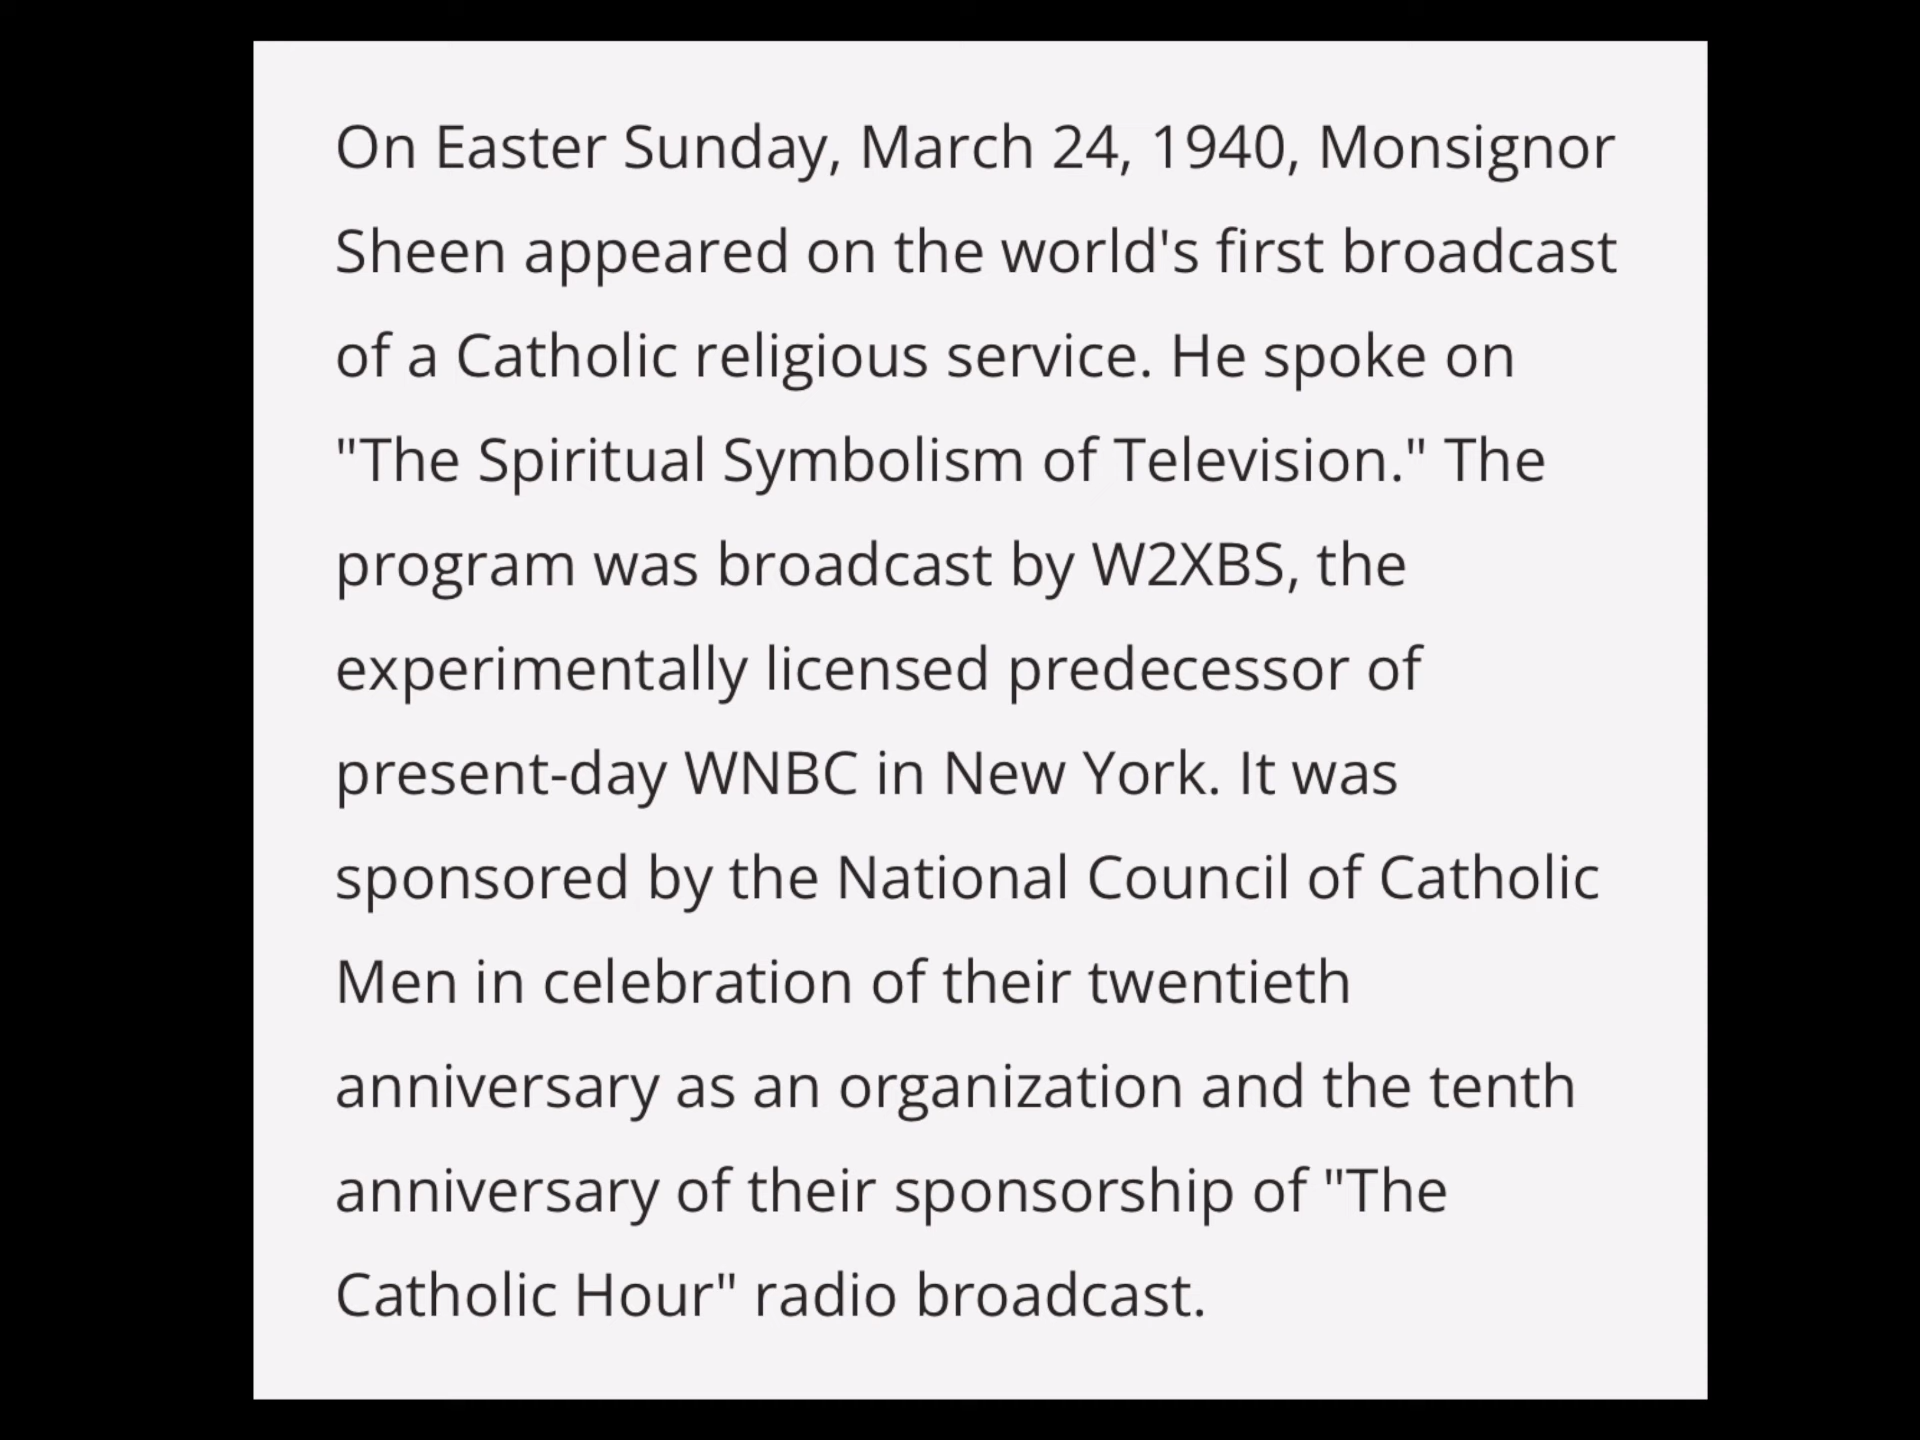 On Easter Sunday, March 24, 1940, Monsignor
Sheen appeared on the world's first broadcast
of a Catholic religious service. He spoke on
"The Spiritual Symbolism of Television." The
program was broadcast by W2XBS, the
experimentally licensed predecessor of
present-day WNBC in New York. It was
sponsored by the National Council of Catholic
Men in celebration of their twentieth
anniversary as an organization and the tenth
anniversary of their sponsorship of "The
Catholic Hour" radio broadcast.